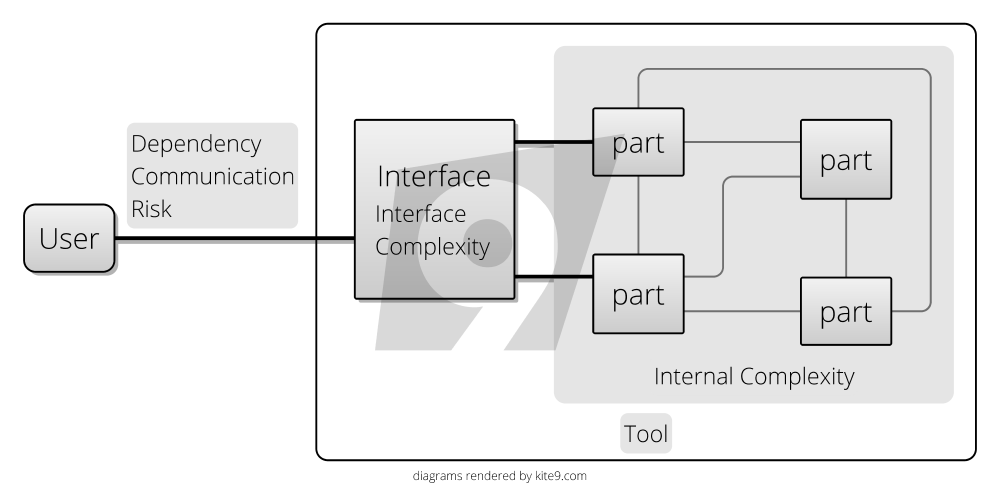 Dependency
Communication
Risk
User
Interface
Interface
Complexity
part
part
part
part
Internal Complexity
Tool
diagrams rendered by kite9.com